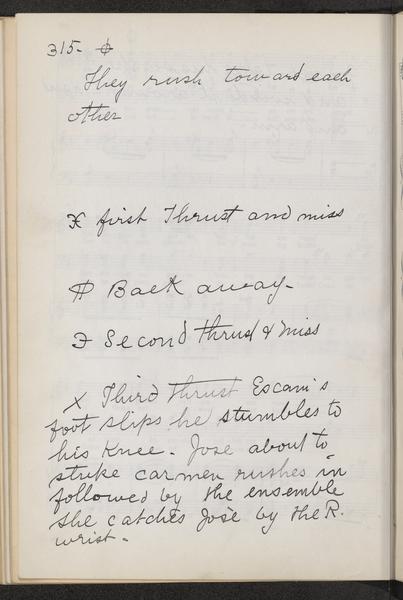 315- ⌽
They rush toward each
other
X first Thrust and miss
# Back away-
Second thrust & miss
X Third thrust Escam's
foot slips he stumbles to
his Knee. Jose about to
strike carmen rushes in
followed by the ensemble
She catches José by the R.
wrist-